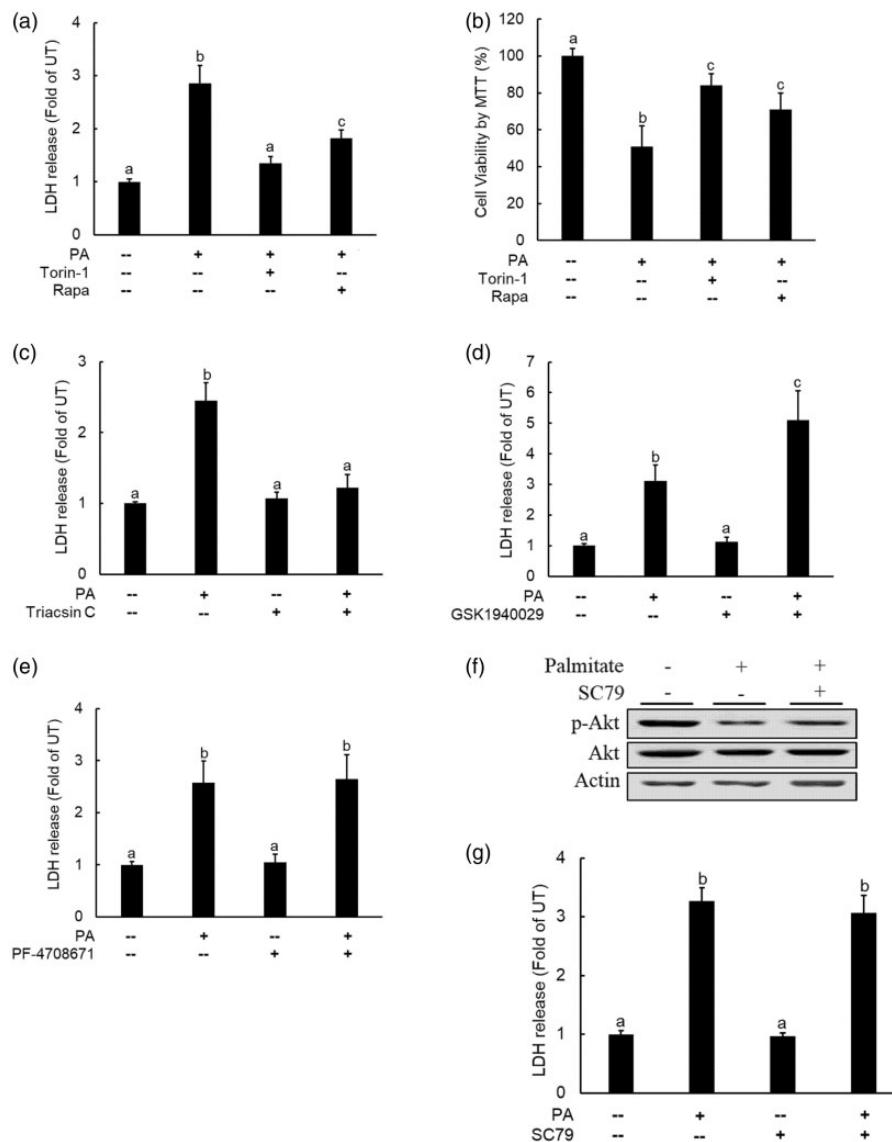 (a)
LDH release (Fold of UT)
4
3
2
1
0
a
b
a
c
PA -- + + +
Torin-1 -- -- + --
Rapa -- -- -- +
(b)
Cell Viability by MTT (%)
120
100
80
60
40
20
0
a
b
c
c
PA -- + + +
Torin-1 -- -- + --
Rapa -- -- -- +
(c)
LDH release (Fold of UT)
3
2
1
0
a
b
a
a
PA -- + -- +
Triacsin C -- -- + +
(d)
LDH release (Fold of UT)
7
6
5
4
3
2
1
0
a
b
a
c
PA -- + -- +
GSK1940029 -- -- + +
(e)
LDH release (Fold of UT)
4
3
2
1
0
a
b
a
b
PA -- + -- +
PF-4708671 -- -- + +
(f)
Palmitate - + +
SC79 - - +
p-Akt
Akt
Actin
(g)
LDH release (Fold of UT)
4
3
2
1
0
a
b
a
b
PA -- + -- +
SC79 -- -- + +